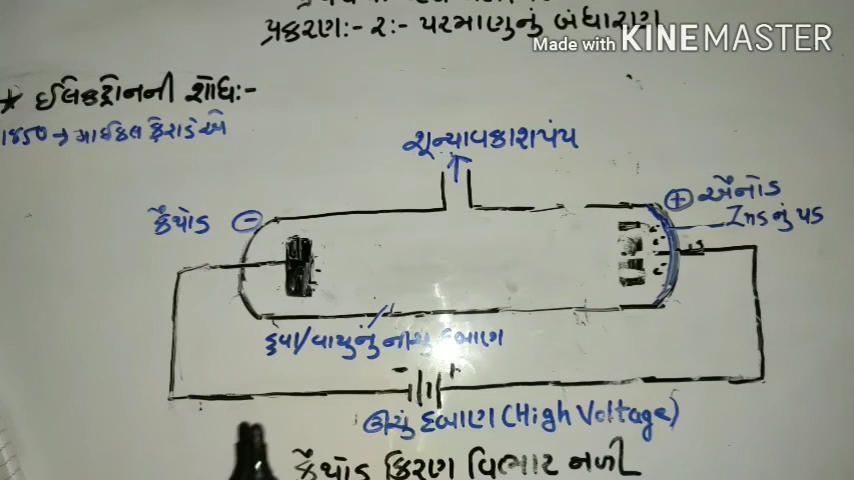 પ્રકરણ:- ૨:- પરમાણુનું બંધારણ
Made with KINEMASTER
★ ઈલેક્ટ્રોનની શોધ:-
1850 → માઈકલ ફેરાડે એ
શૂન્યાવકાશપંપ
કેથોડ -
+ એનોડ
ZnS નું પડ
હવા/વાયુનું નીચુ દબાણ
- +
ઊંચુ દબાણ (High Voltage)
કેથોડ કિરણ વિભાર નળી